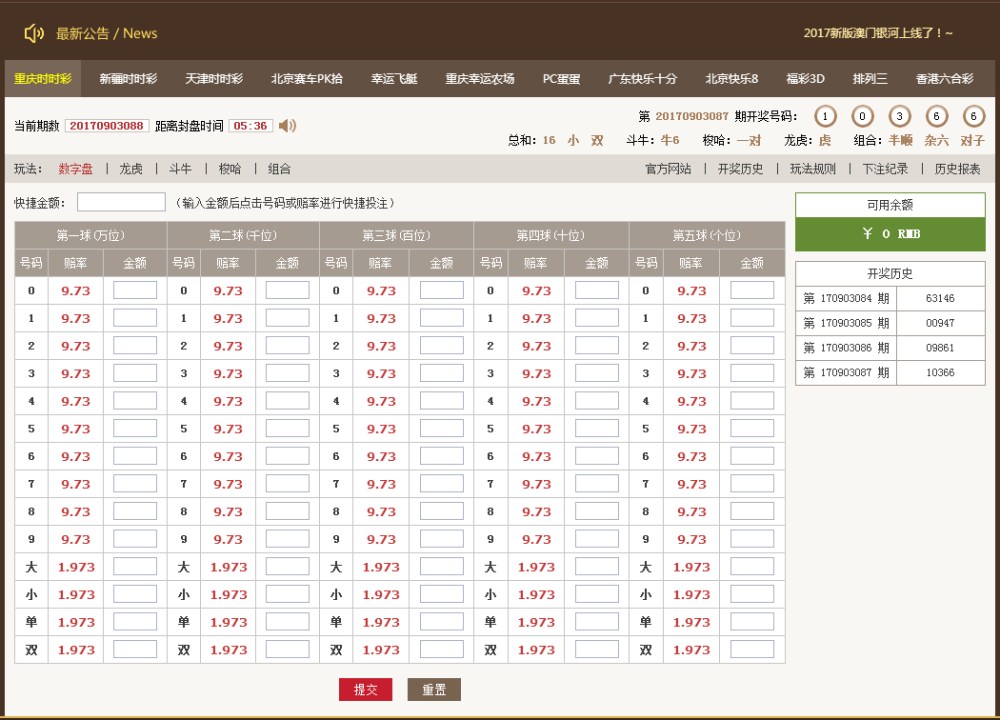 最新公告 / News
2017新版澳门银河上线了！~
重庆时时彩 新疆时时彩 天津时时彩 北京赛车PK拾 幸运飞艇 重庆幸运农场 PC蛋蛋 广东快乐十分 北京快乐8 福彩3D 排列三 香港六合彩
当前期数 20170903088 距离封盘时间 05:36
第 20170903087 期开奖号码: 1 0 3 6 6
总和: 16 小 双 斗牛: 牛6 梭哈: 一对 龙虎: 虎 组合: 半顺 杂六 对子
玩法: 数字盘 | 龙虎 | 斗牛 | 梭哈 | 组合
官方网站 | 开奖历史 | 玩法规则 | 下注纪录 | 历史报表
快捷金额: （输入金额后点击号码或赔率进行快捷投注）
第一球(万位) 第二球(千位) 第三球(百位) 第四球(十位) 第五球(个位)
号码 赔率 金额 号码 赔率 金额 号码 赔率 金额 号码 赔率 金额 号码 赔率 金额
0 9.73 0 9.73 0 9.73 0 9.73 0 9.73
1 9.73 1 9.73 1 9.73 1 9.73 1 9.73
2 9.73 2 9.73 2 9.73 2 9.73 2 9.73
3 9.73 3 9.73 3 9.73 3 9.73 3 9.73
4 9.73 4 9.73 4 9.73 4 9.73 4 9.73
5 9.73 5 9.73 5 9.73 5 9.73 5 9.73
6 9.73 6 9.73 6 9.73 6 9.73 6 9.73
7 9.73 7 9.73 7 9.73 7 9.73 7 9.73
8 9.73 8 9.73 8 9.73 8 9.73 8 9.73
9 9.73 9 9.73 9 9.73 9 9.73 9 9.73
大 1.973 大 1.973 大 1.973 大 1.973 大 1.973
小 1.973 小 1.973 小 1.973 小 1.973 小 1.973
单 1.973 单 1.973 单 1.973 单 1.973 单 1.973
双 1.973 双 1.973 双 1.973 双 1.973 双 1.973
提交 重置
可用余额
￥ 0 RMB
开奖历史
第 170903084 期 63146
第 170903085 期 00947
第 170903086 期 09861
第 170903087 期 10366